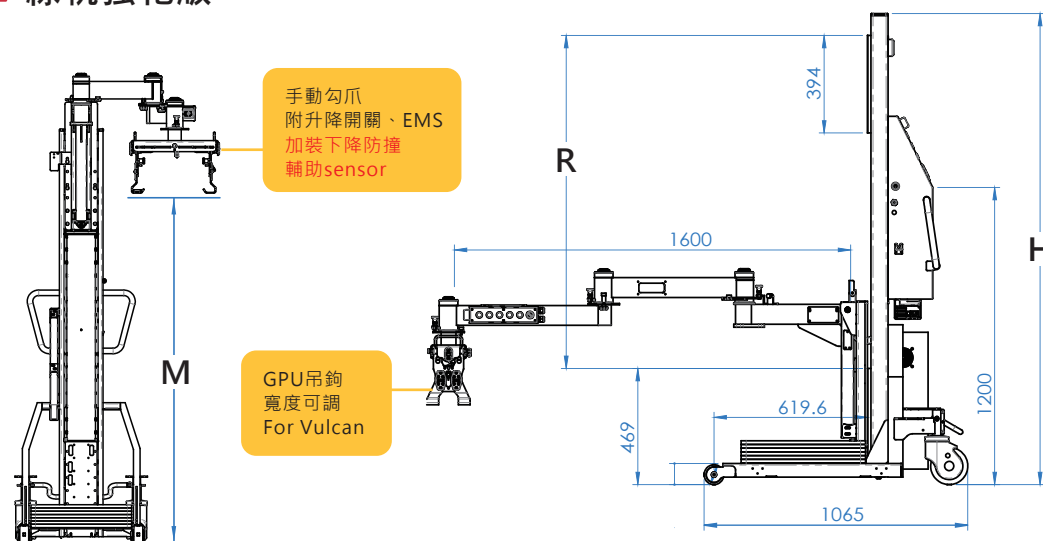 線軌強化版
手動勾爪
附升降開關、EMS
加裝下降防撞
輔助sensor
394
R
1600
H
M
GPU吊鉤
寬度可調
For Vulcan
619.6
469
1200
1065